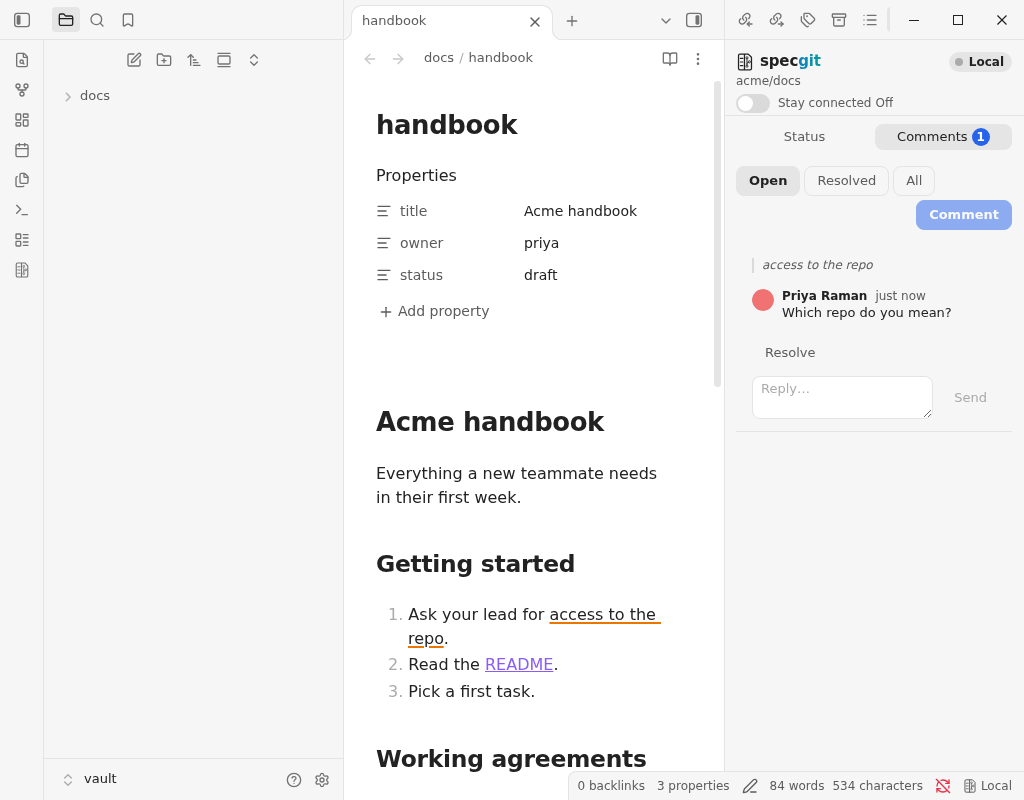 handbook
docs / handbook
docs
handbook
Properties
title Acme handbook
owner priya
status draft
Add property
Acme handbook
Everything a new teammate needs
in their first week.
Getting started
1. Ask your lead for access to the
repo.
2. Read the README.
3. Pick a first task.
Working agreements
vault
specgit
Local
acme/docs
Stay connected Off
Status
Comments 1
Open
Resolved
All
Comment
access to the repo
Priya Raman just now
Which repo do you mean?
Resolve
Reply…
Send
0 backlinks 3 properties 84 words 534 characters Local